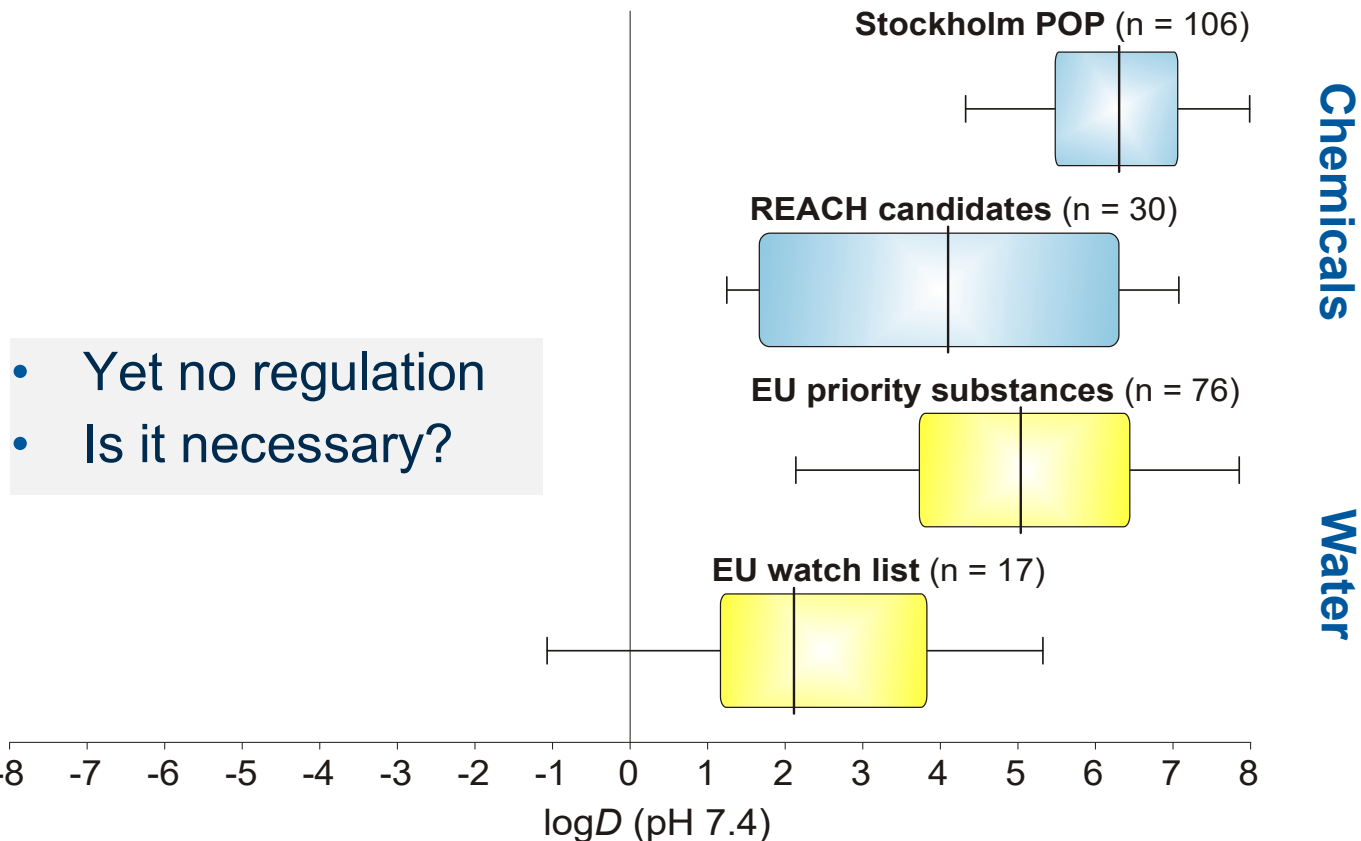 Stockholm POP (n = 106)
Chemicals
REACH candidates (n = 30)
• Yet no regulation
• Is it necessary?
EU priority substances (n = 76)
Water
EU watch list (n = 17)
-8 -7 -6 -5 -4 -3 -2 -1 0 1 2 3 4 5 6 7 8
logD (pH 7.4)